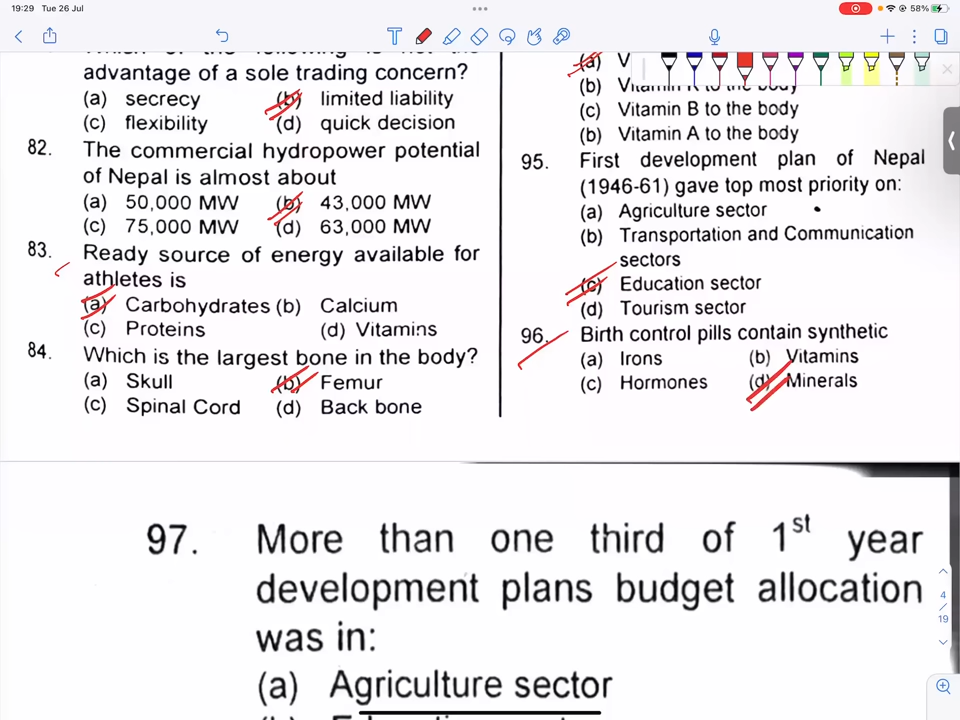 19:29 Tue 26 Jul
58%
advantage of a sole trading concern?
(a) secrecy (b) limited liability
(c) flexibility (d) quick decision
82. The commercial hydropower potential
of Nepal is almost about
(a) 50,000 MW (b) 43,000 MW
(c) 75,000 MW (d) 63,000 MW
83. Ready source of energy available for
athletes is
(a) Carbohydrates (b) Calcium
(c) Proteins (d) Vitamins
84. Which is the largest bone in the body?
(a) Skull (b) Femur
(c) Spinal Cord (d) Back bone
(a) V
(b) Vitamin K to the body
(c) Vitamin B to the body
(b) Vitamin A to the body
95. First development plan of Nepal
(1946-61) gave top most priority on:
(a) Agriculture sector
(b) Transportation and Communication
sectors
(c) Education sector
(d) Tourism sector
96. Birth control pills contain synthetic
(a) Irons (b) Vitamins
(c) Hormones (d) Minerals
97. More than one third of 1st year
development plans budget allocation
was in:
(a) Agriculture sector
4
/
19